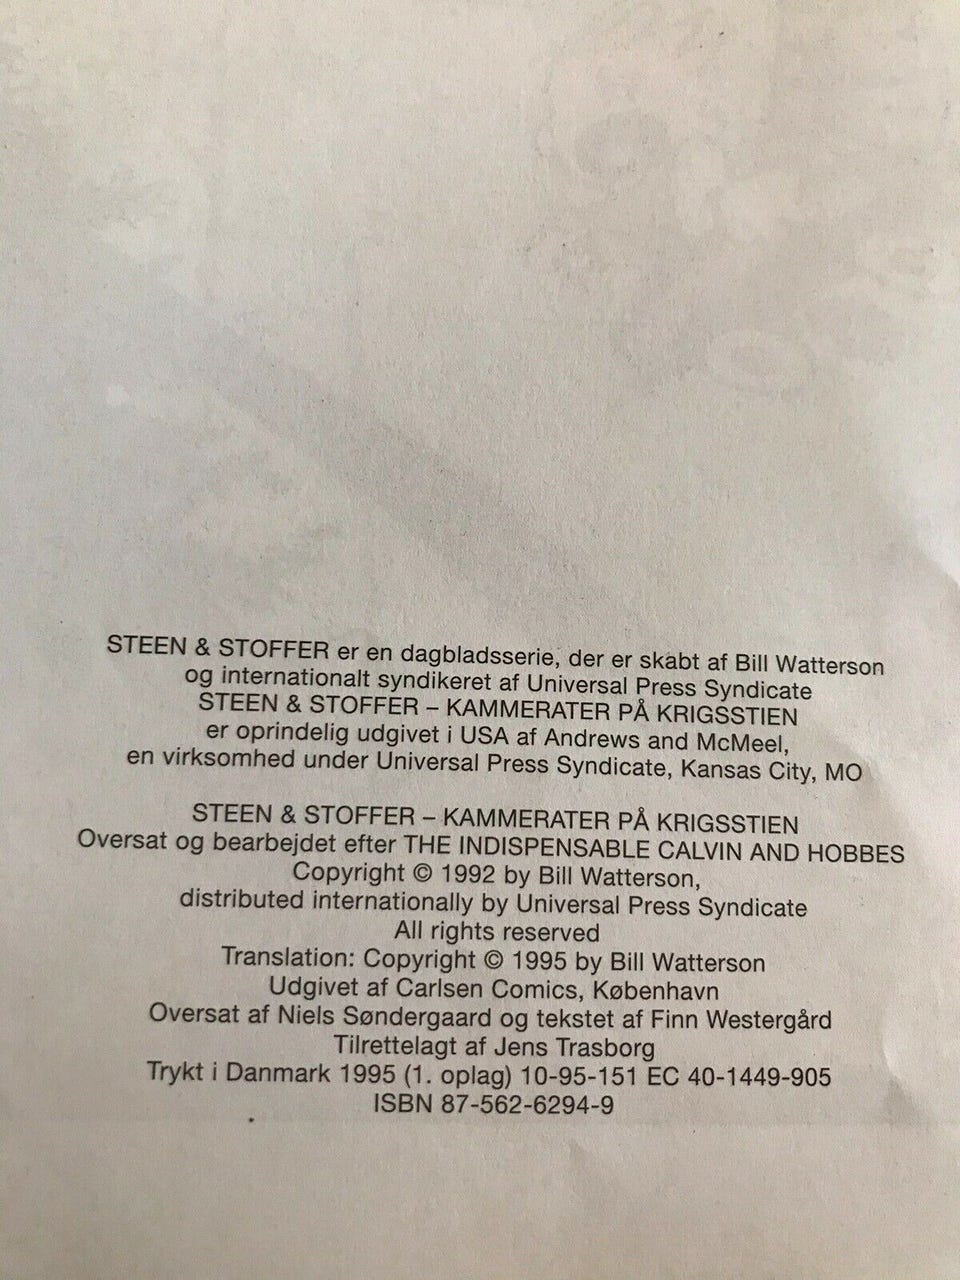 STEEN & STOFFER er en dagbladsserie, der er skabt af Bill Watterson
og internationalt syndikeret af Universal Press Syndicate
STEEN & STOFFER – KAMMERATER PÅ KRIGSSTIEN
er oprindelig udgivet i USA af Andrews and McMeel,
en virksomhed under Universal Press Syndicate, Kansas City, MO
STEEN & STOFFER – KAMMERATER PÅ KRIGSSTIEN
Oversat og bearbejdet efter THE INDISPENSABLE CALVIN AND HOBBES
Copyright © 1992 by Bill Watterson,
distributed internationally by Universal Press Syndicate
All rights reserved
Translation: Copyright © 1995 by Bill Watterson
Udgivet af Carlsen Comics, København
Oversat af Niels Søndergaard og tekstet af Finn Westergård
Tilrettelagt af Jens Trasborg
Trykt i Danmark 1995 (1. oplag) 10-95-151 EC 40-1449-905
ISBN 87-562-6294-9